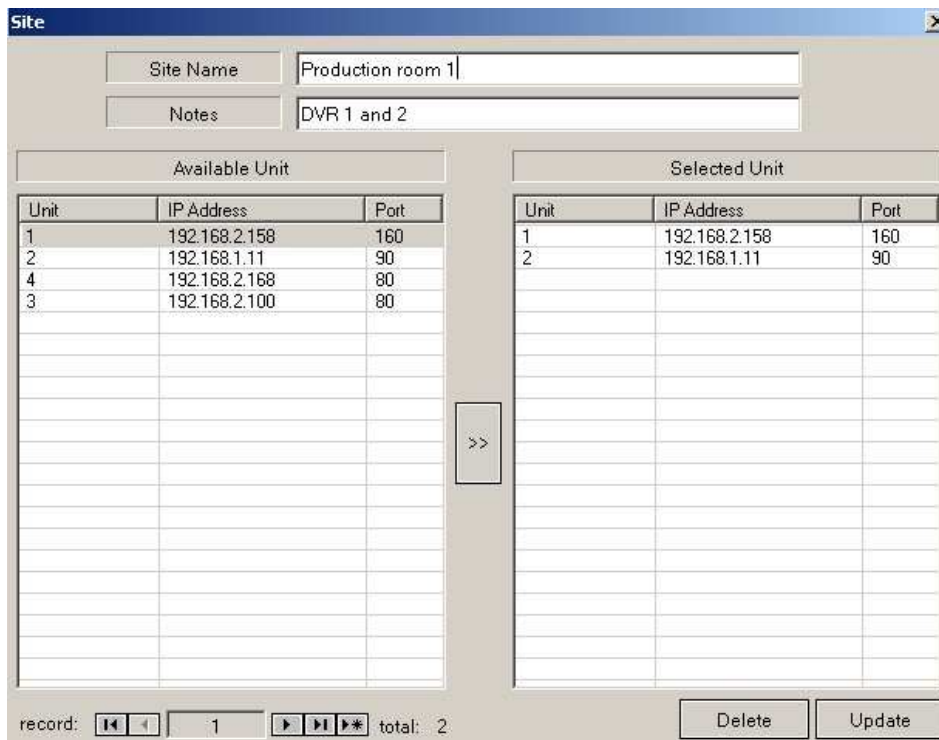 Site
Site Name Production room 1
Notes DVR 1 and 2
Available Unit
Unit IP Address Port
1 192.168.2.158 160
2 192.168.1.11 90
4 192.168.2.168 80
3 192.168.2.100 80
>>
Selected Unit
Unit IP Address Port
1 192.168.2.158 160
2 192.168.1.11 90
record: 1 total: 2
Delete Update